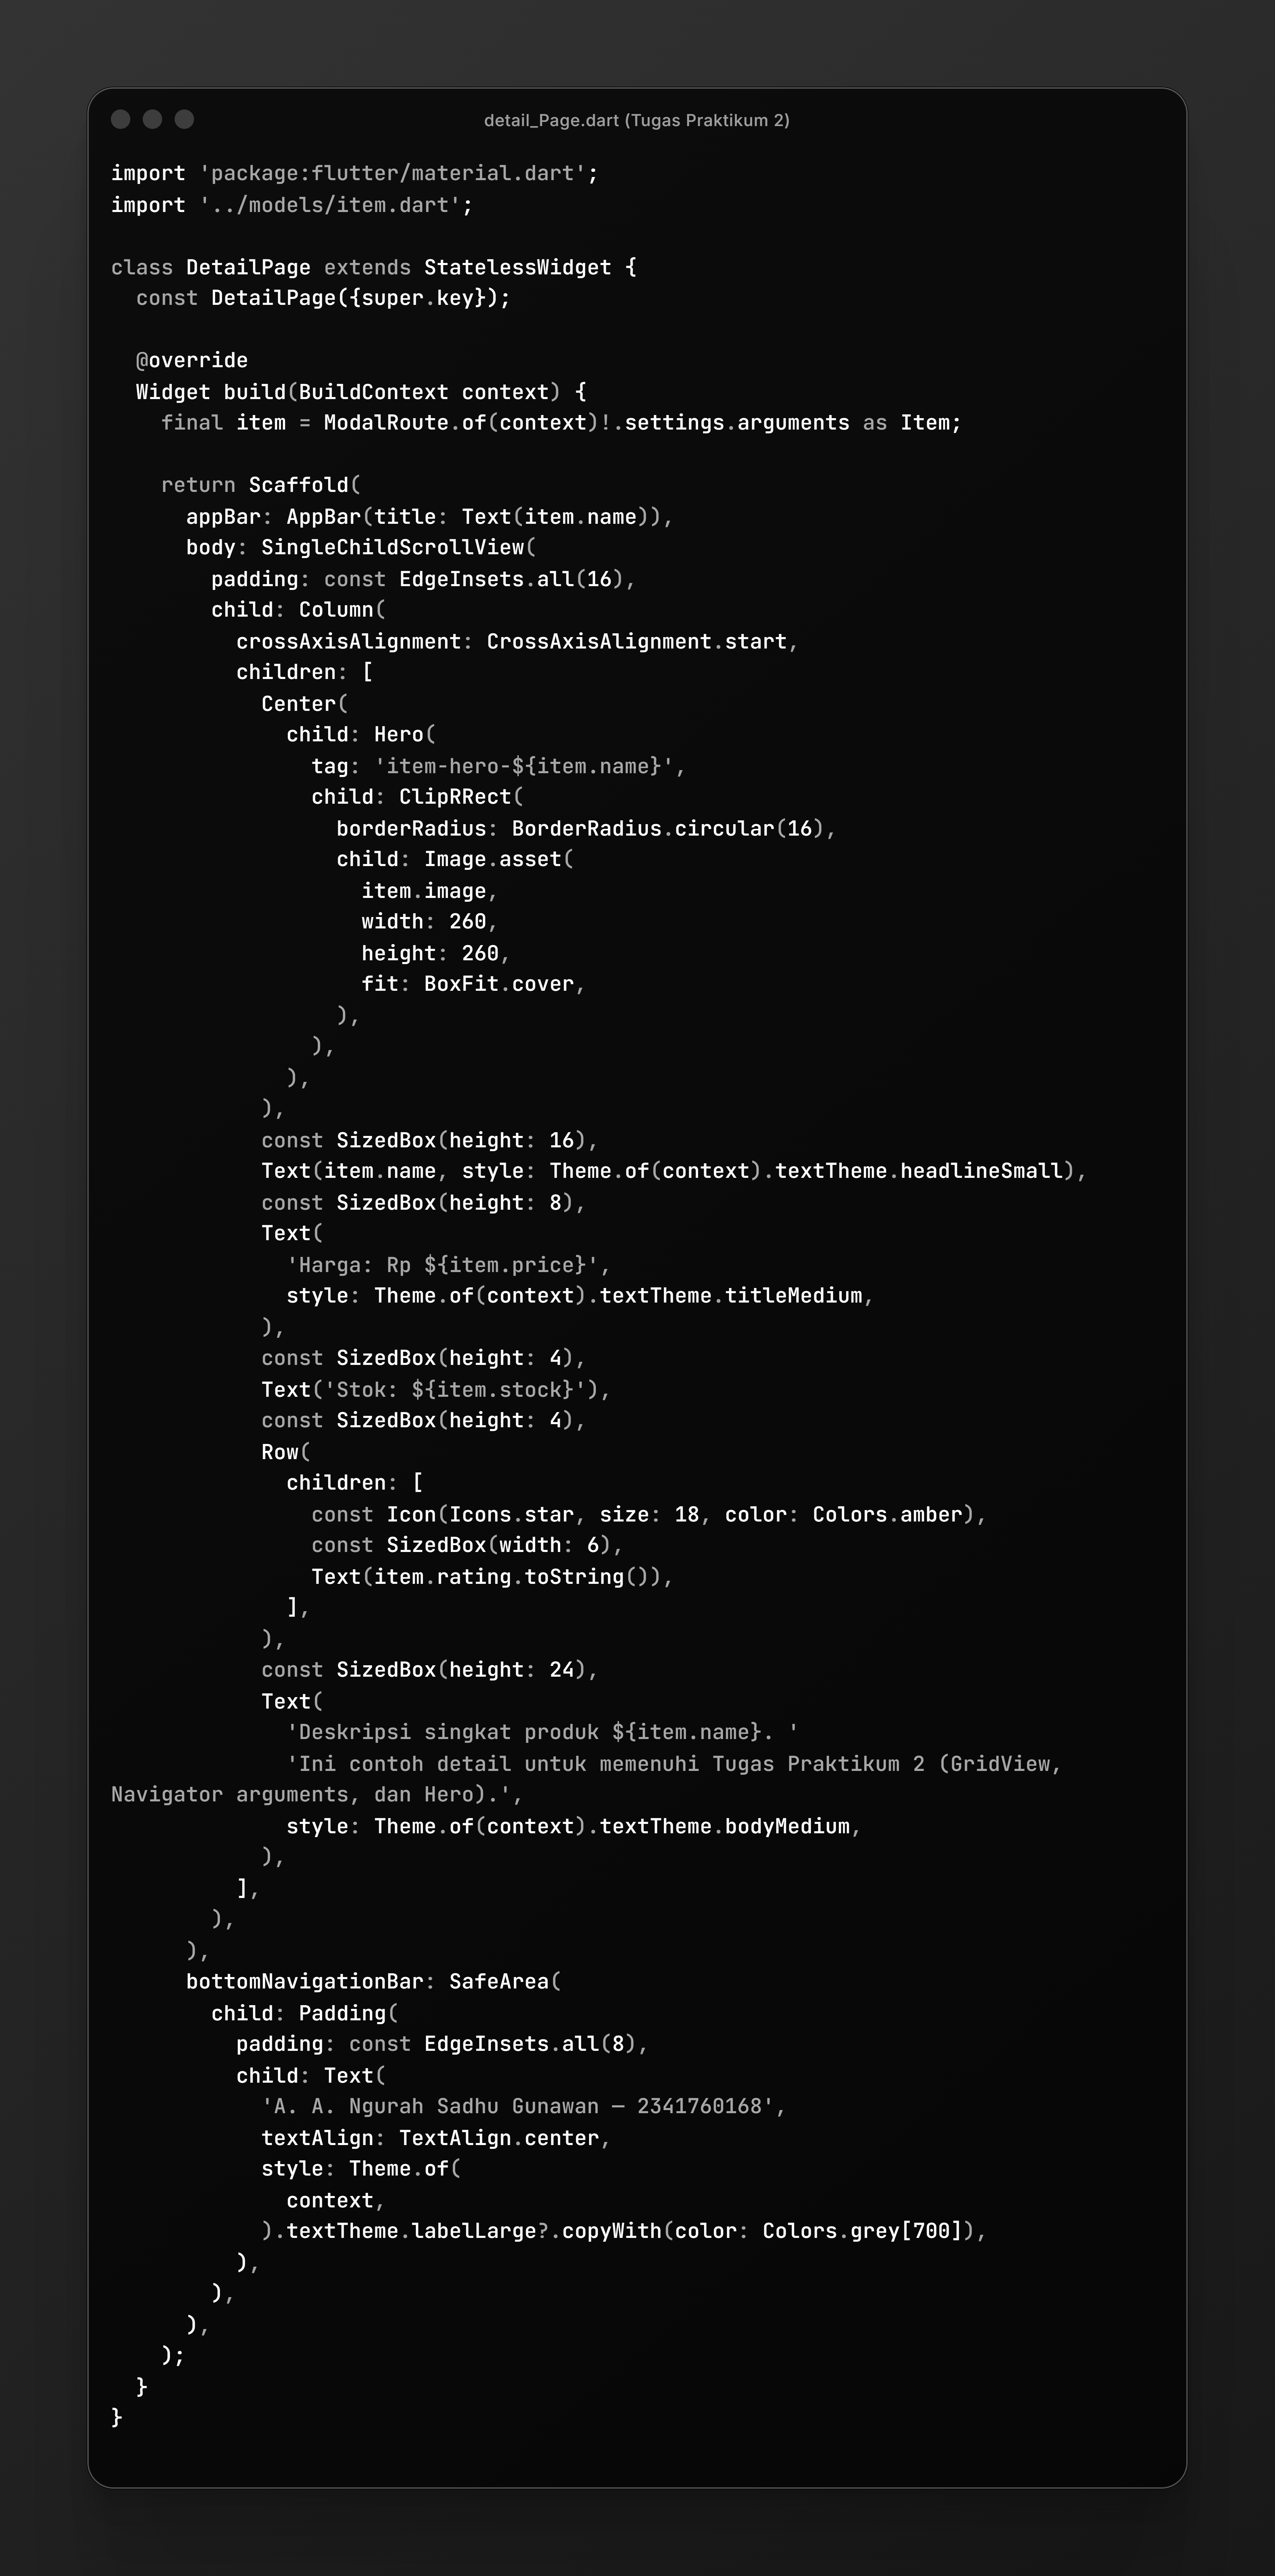 detail_Page.dart (Tugas Praktikum 2)
import 'package:flutter/material.dart';
import '../models/item.dart';

class DetailPage extends StatelessWidget {
  const DetailPage({super.key});

  @override
  Widget build(BuildContext context) {
    final item = ModalRoute.of(context)!.settings.arguments as Item;

    return Scaffold(
      appBar: AppBar(title: Text(item.name)),
      body: SingleChildScrollView(
        padding: const EdgeInsets.all(16),
        child: Column(
          crossAxisAlignment: CrossAxisAlignment.start,
          children: [
            Center(
              child: Hero(
                tag: 'item-hero-${item.name}',
                child: ClipRRect(
                  borderRadius: BorderRadius.circular(16),
                  child: Image.asset(
                    item.image,
                    width: 260,
                    height: 260,
                    fit: BoxFit.cover,
                  ),
                ),
              ),
            ),
            const SizedBox(height: 16),
            Text(item.name, style: Theme.of(context).textTheme.headlineSmall),
            const SizedBox(height: 8),
            Text(
              'Harga: Rp ${item.price}',
              style: Theme.of(context).textTheme.titleMedium,
            ),
            const SizedBox(height: 4),
            Text('Stok: ${item.stock}'),
            const SizedBox(height: 4),
            Row(
              children: [
                const Icon(Icons.star, size: 18, color: Colors.amber),
                const SizedBox(width: 6),
                Text(item.rating.toString()),
              ],
            ),
            const SizedBox(height: 24),
            Text(
              'Deskripsi singkat produk ${item.name}. '
              'Ini contoh detail untuk memenuhi Tugas Praktikum 2 (GridView,
Navigator arguments, dan Hero).',
              style: Theme.of(context).textTheme.bodyMedium,
            ),
          ],
        ),
      ),
      bottomNavigationBar: SafeArea(
        child: Padding(
          padding: const EdgeInsets.all(8),
          child: Text(
            'A. A. Ngurah Sadhu Gunawan — 2341760168',
            textAlign: TextAlign.center,
            style: Theme.of(
              context,
            ).textTheme.labelLarge?.copyWith(color: Colors.grey[700]),
          ),
        ),
      ),
    );
  }
}